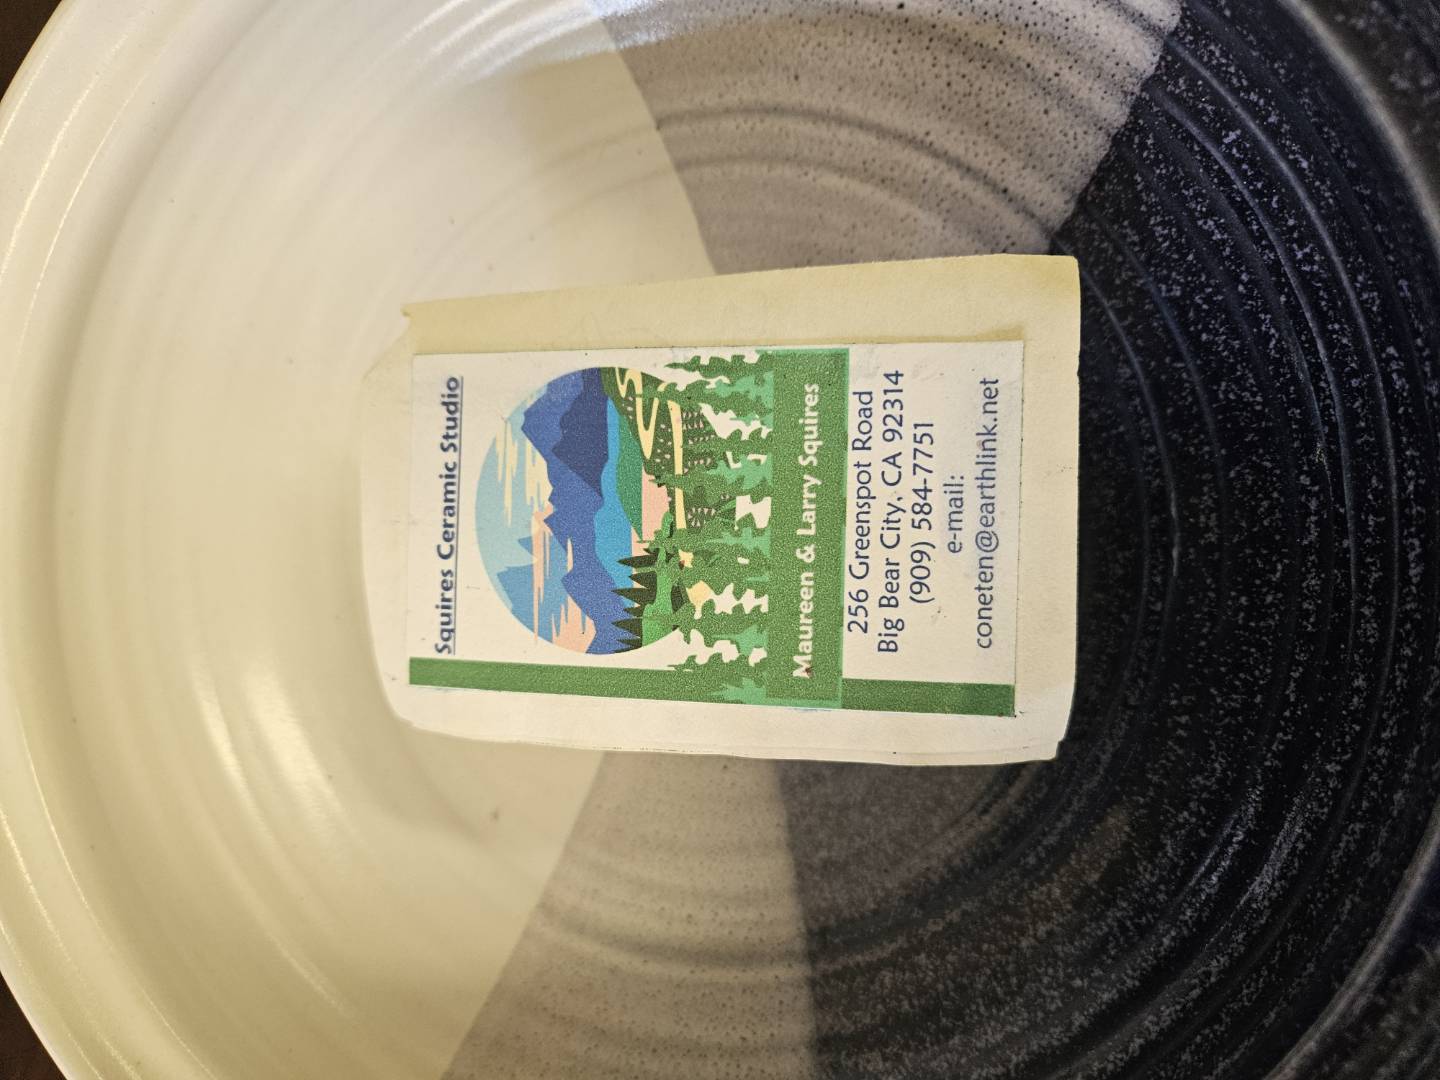 Squires Ceramic Studio
Maureen & Larry Squires
256 Greenspot Road
Big Bear City, CA 92314
(909) 584-7751
e-mail:
coneten@earthlink.net